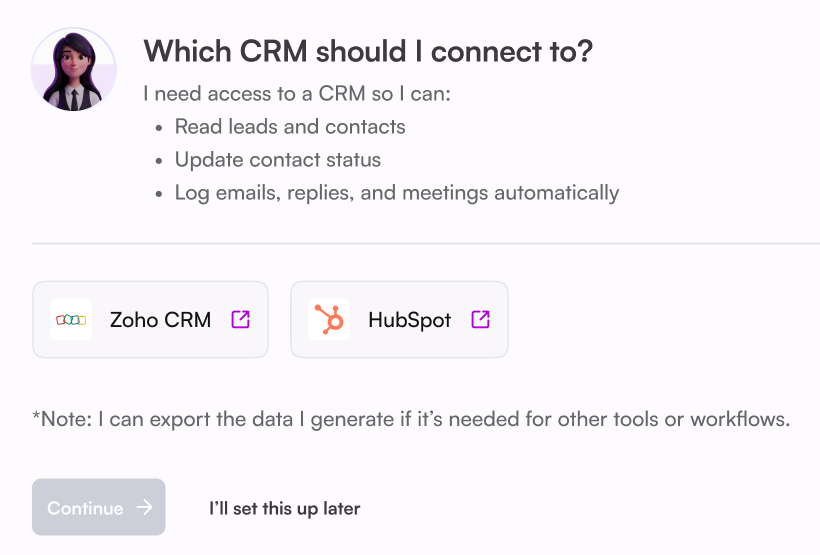 Which CRM should I connect to?
I need access to a CRM so I can:
• Read leads and contacts
• Update contact status
• Log emails, replies, and meetings automatically
Zoho CRM
HubSpot
*Note: I can export the data I generate if it’s needed for other tools or workflows.
Continue →
I’ll set this up later